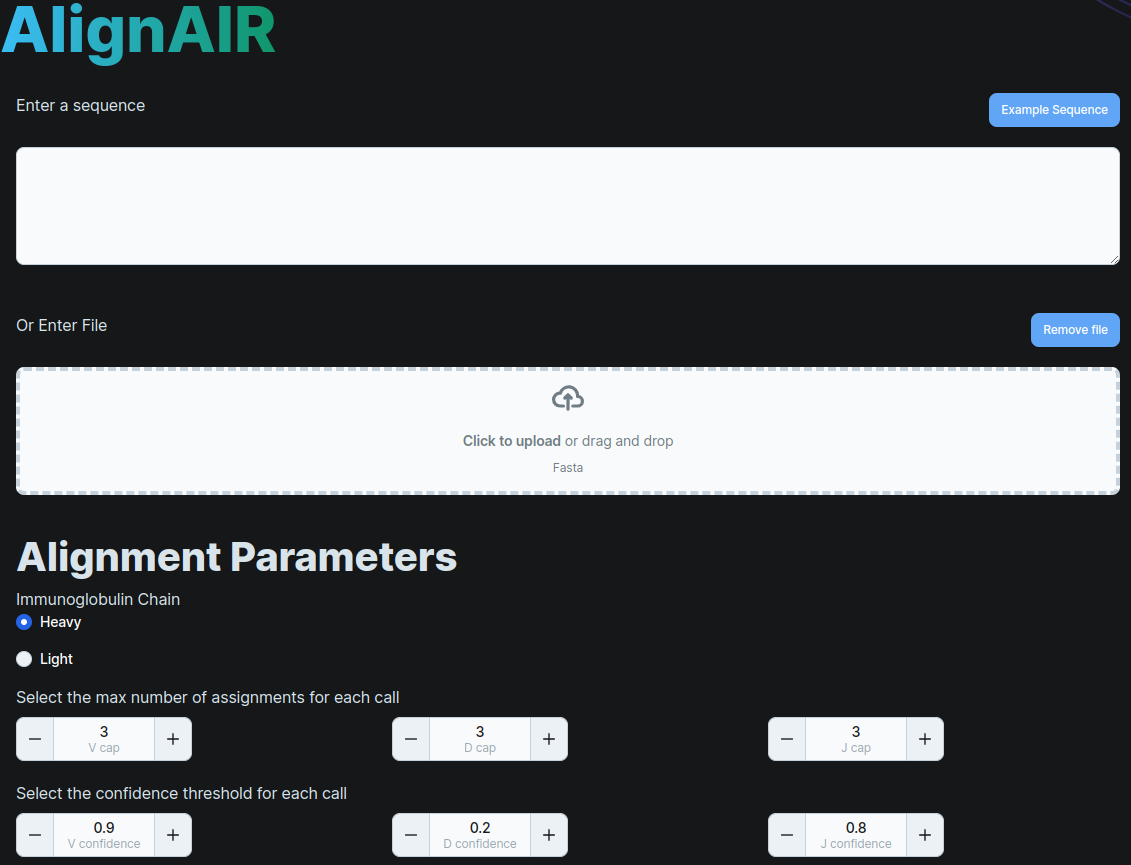 AlignAIR
Enter a sequence
Example Sequence
Or Enter File
Remove file
Click to upload or drag and drop
Fasta
Alignment Parameters
Immunoglobulin Chain
Heavy
Light
Select the max number of assignments for each call
− 3 + − 3 + − 3 +
V cap D cap J cap
Select the confidence threshold for each call
− 0.9 + − 0.2 + − 0.8 +
V confidence D confidence J confidence